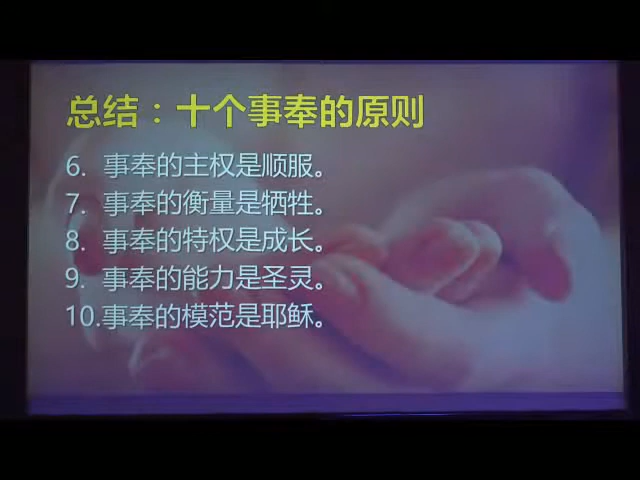 总结：十个事奉的原则
6. 事奉的主权是顺服。
7. 事奉的衡量是牺牲。
8. 事奉的特权是成长。
9. 事奉的能力是圣灵。
10.事奉的模范是耶稣。